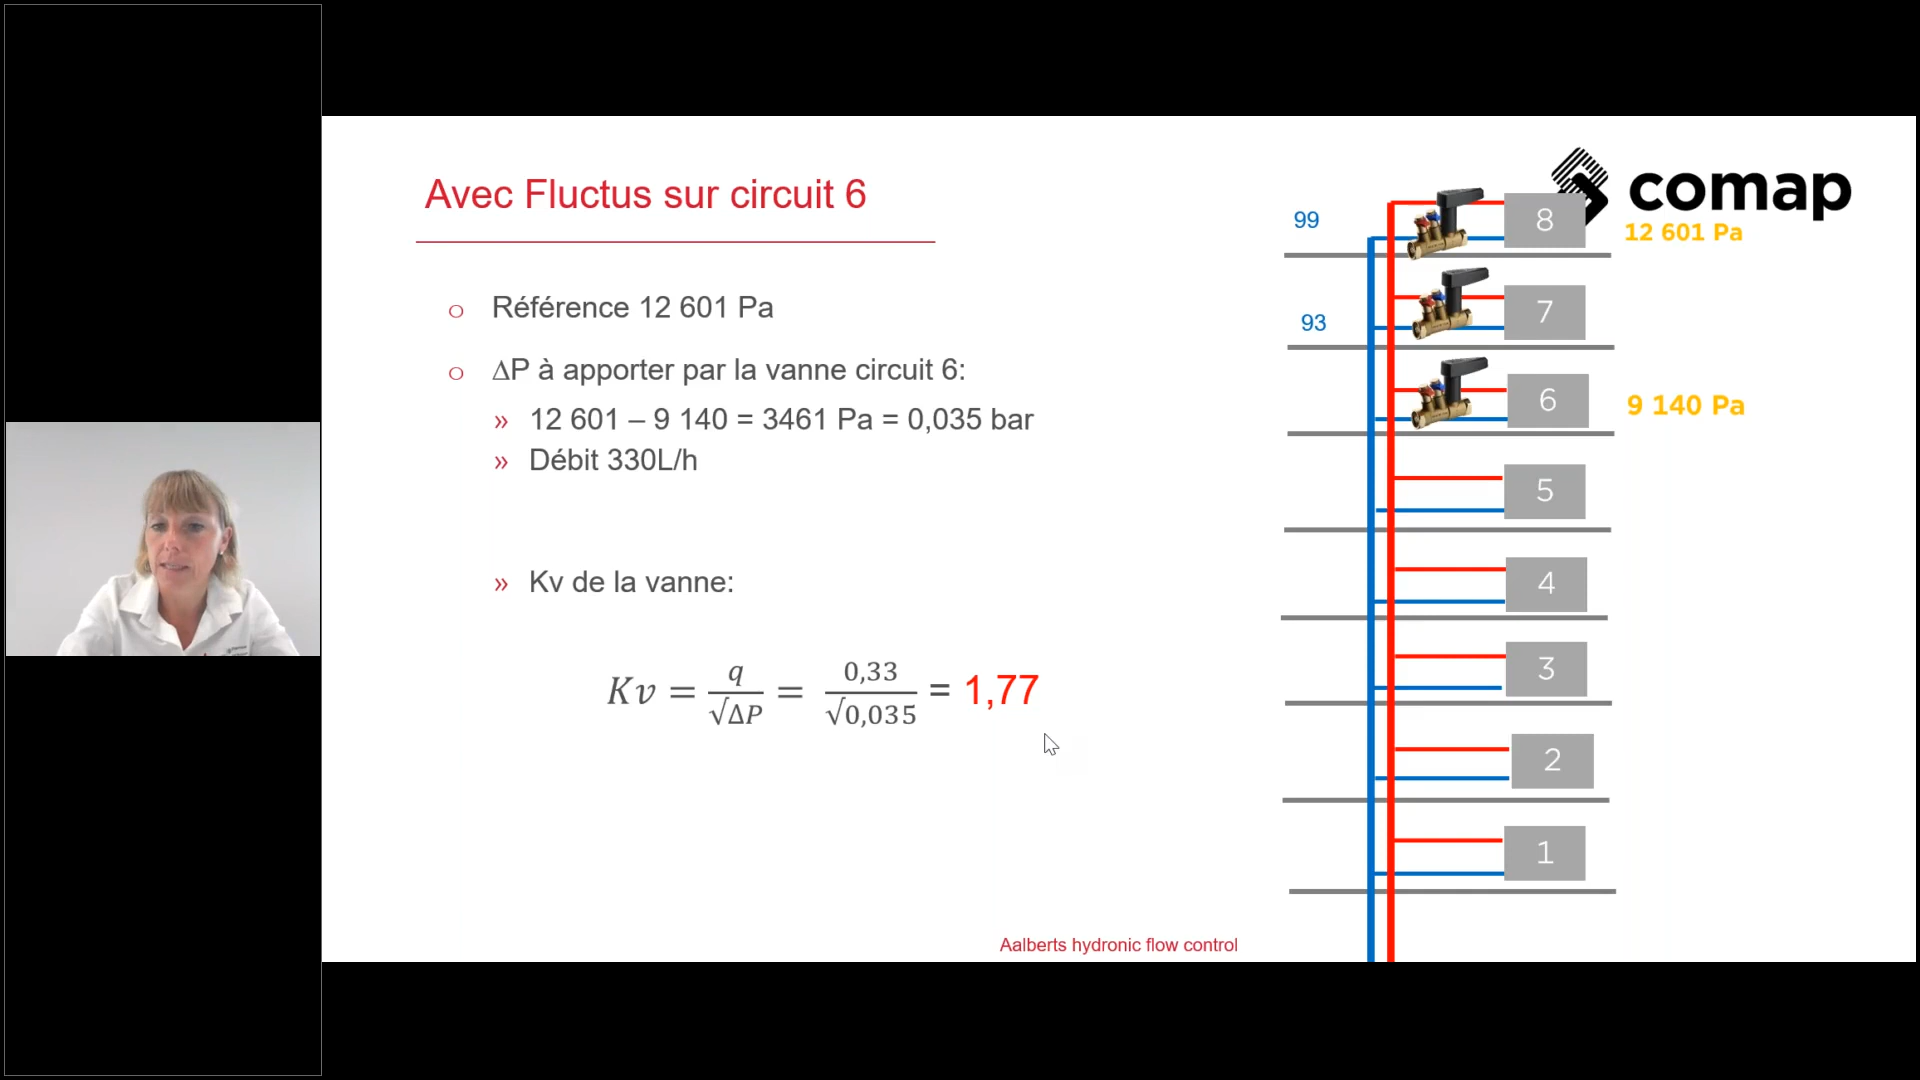 Avec Fluctus sur circuit 6
o Référence 12 601 Pa
o ∆P à apporter par la vanne circuit 6:
» 12 601 – 9 140 = 3461 Pa = 0,035 bar
» Débit 330L/h
» Kv de la vanne:
Kv = q / √∆P = 0,33 / √0,035 = 1,77
comap
12 601 Pa
99
8
93
7
6
9 140 Pa
5
4
3
2
1
Aalberts hydronic flow control